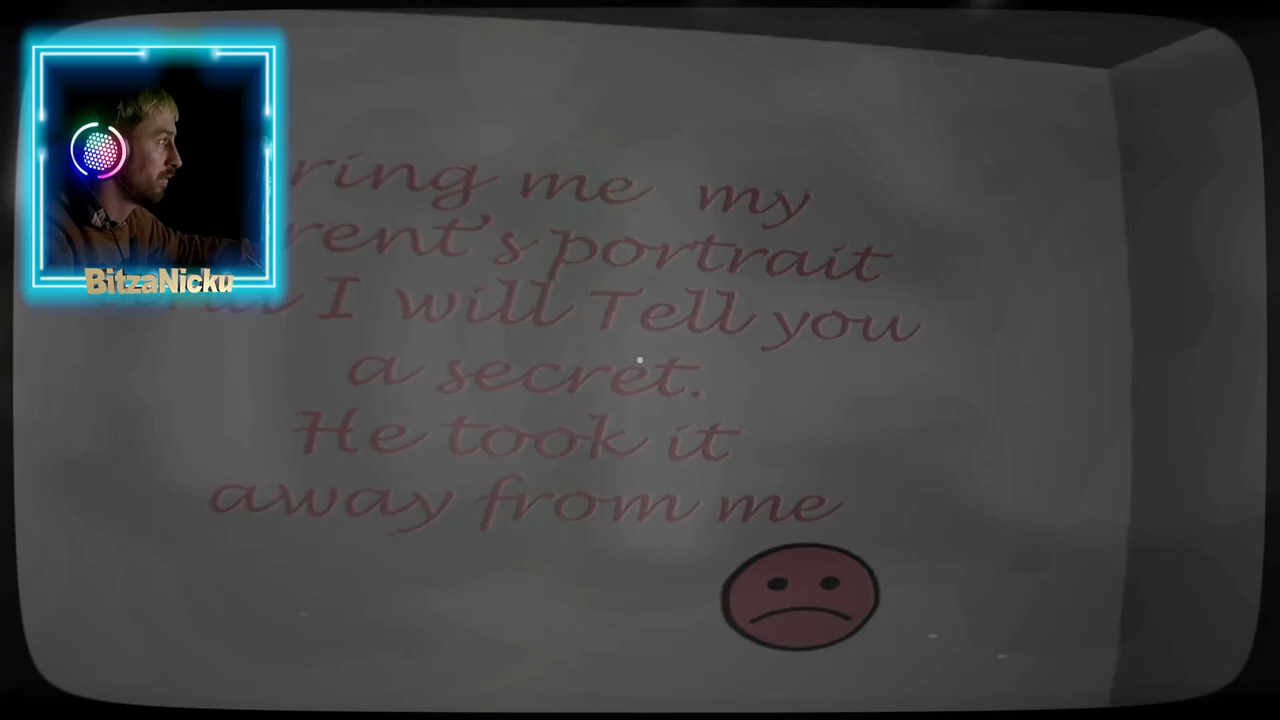 BitzaNicku
ring me my
rent's portrait
I will Tell you
a secret.
He took it
away from me